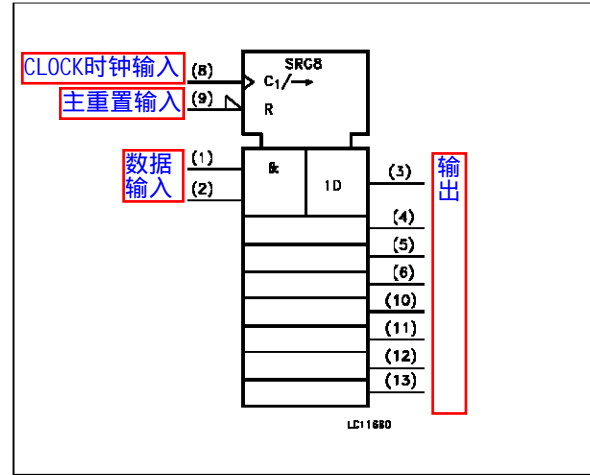 SRG8
CLOCK时钟输入 (8) C1/→
主重置输入 (9) R
数据输入 (1) & 1D (3) 输出
(2)
(4)
(5)
(6)
(10)
(11)
(12)
(13)
LC11680